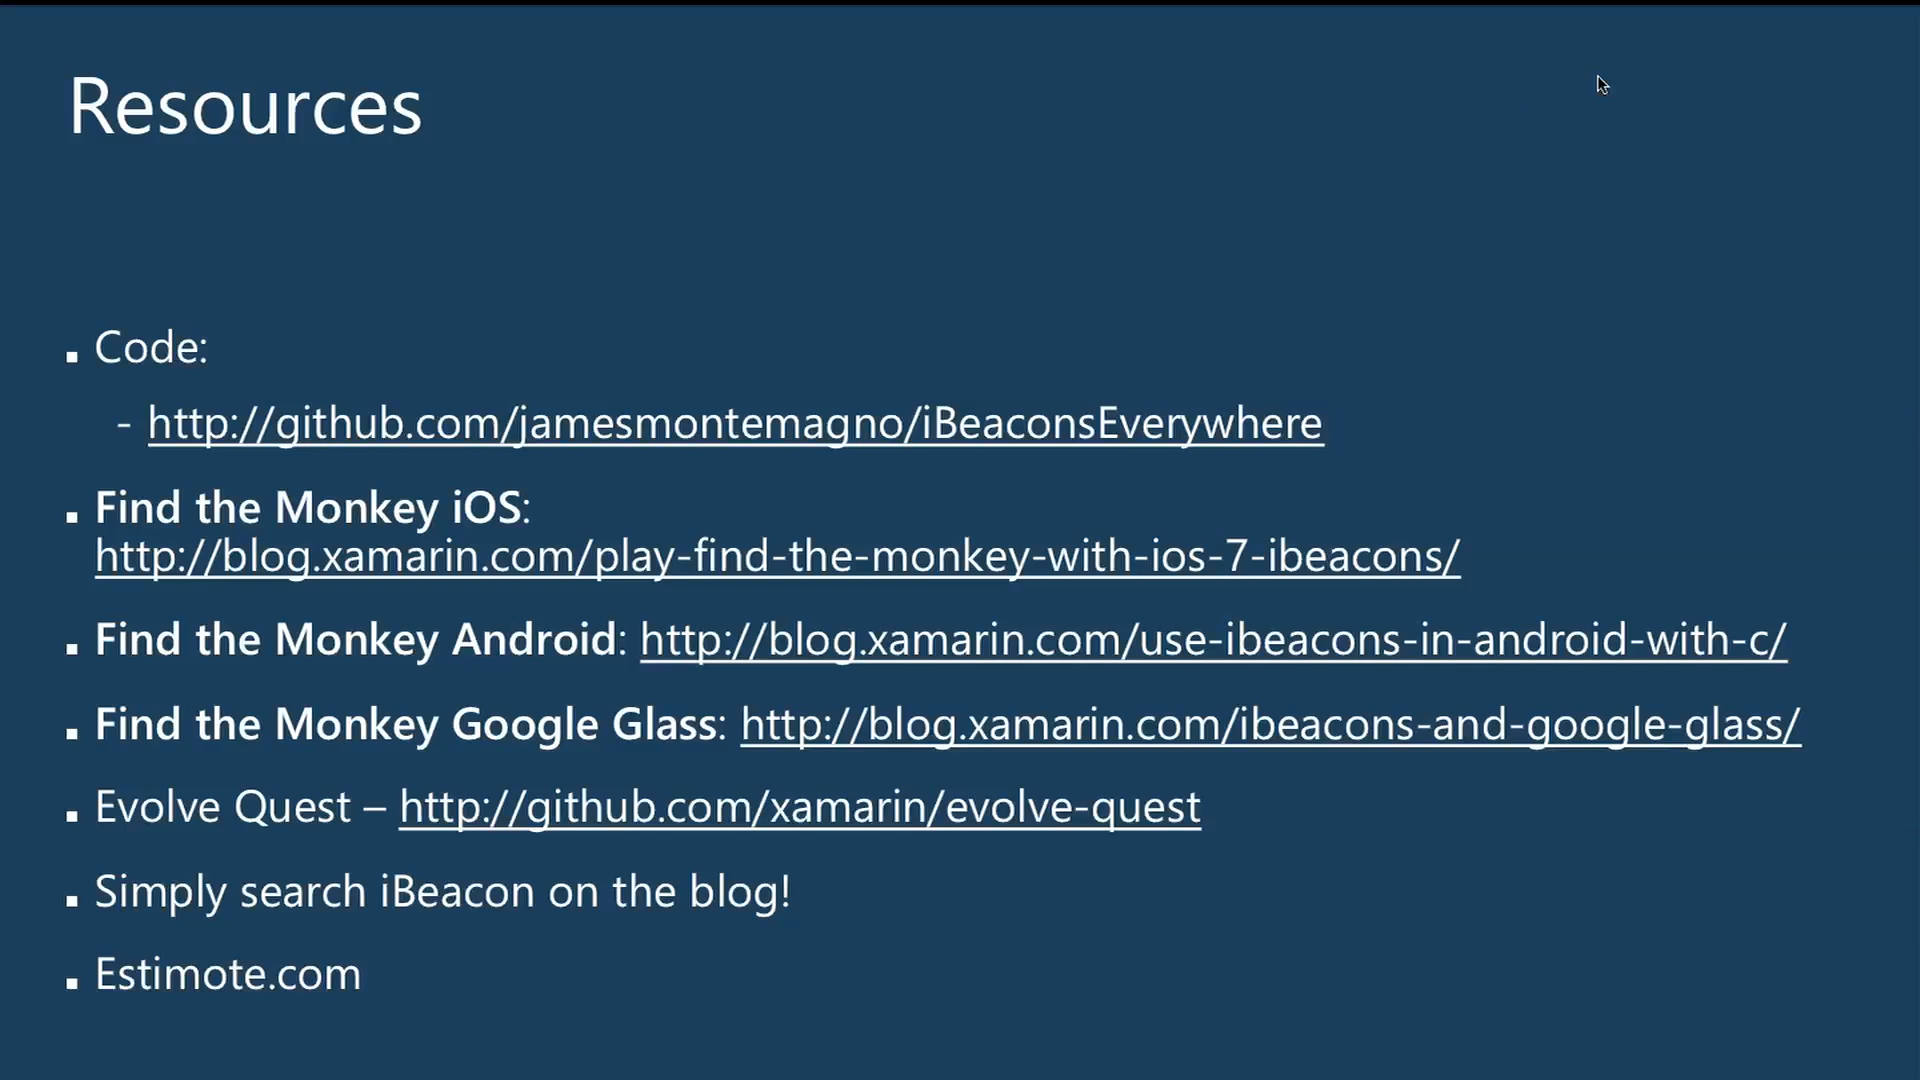 Resources
▪ Code:
- http://github.com/jamesmontemagno/iBeaconsEverywhere
▪ Find the Monkey iOS:
http://blog.xamarin.com/play-find-the-monkey-with-ios-7-ibeacons/
▪ Find the Monkey Android: http://blog.xamarin.com/use-ibeacons-in-android-with-c/
▪ Find the Monkey Google Glass: http://blog.xamarin.com/ibeacons-and-google-glass/
▪ Evolve Quest – http://github.com/xamarin/evolve-quest
▪ Simply search iBeacon on the blog!
▪ Estimote.com